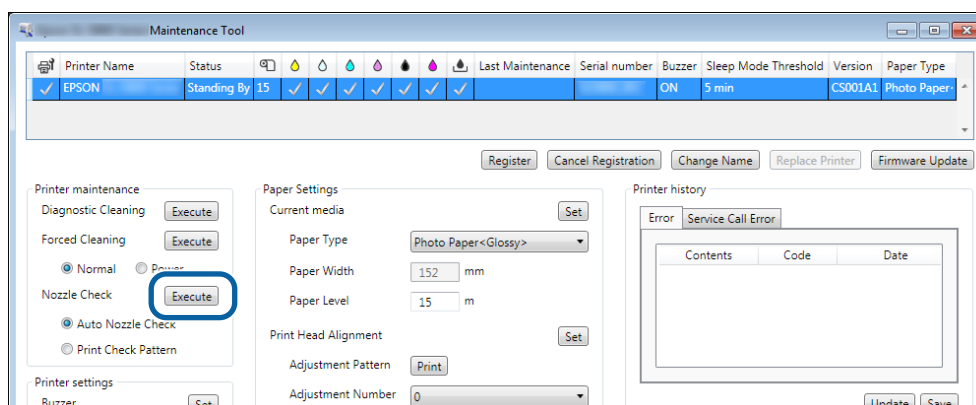 Maintenance Tool
Printer Name Status Last Maintenance Serial number Buzzer Sleep Mode Threshold Version Paper Type
EPSON Standing By 15 ON 5 min CS001A1 Photo Paper-
Register Cancel Registration Change Name Replace Printer Firmware Update
Printer maintenance
Diagnostic Cleaning Execute
Forced Cleaning Execute
Normal Power
Nozzle Check Execute
Auto Nozzle Check
Print Check Pattern
Printer settings
Buzzer Set
Paper Settings
Current media Set
Paper Type Photo Paper<Glossy>
Paper Width 152 mm
Paper Level 15 m
Print Head Alignment Set
Adjustment Pattern Print
Adjustment Number 0
Printer history
Error Service Call Error
Contents Code Date
Update Save